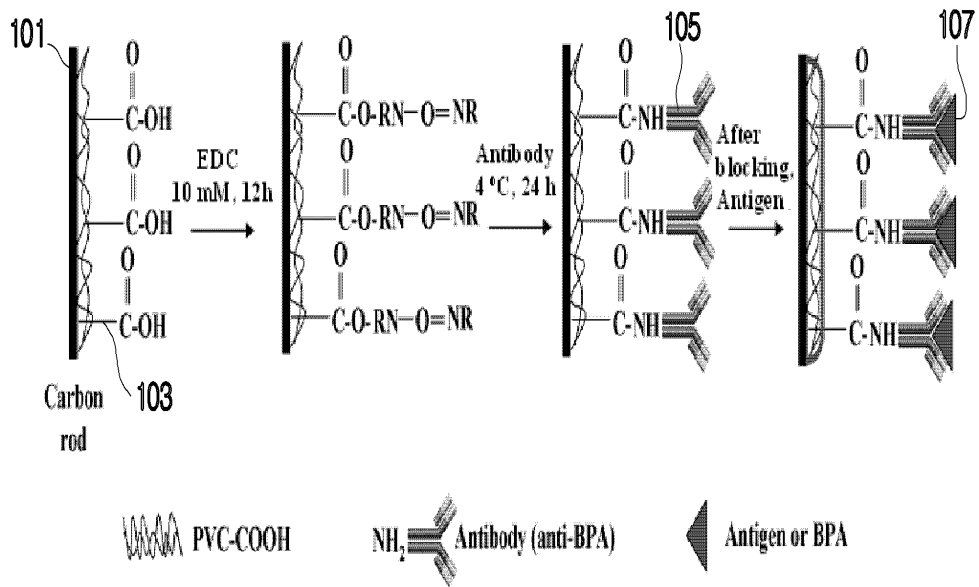 101
105
107
O
C-OH
O
C-OH
O
C-OH
103
Carbon
rod
EDC
10 mM, 12h
O
C-O-RN-O=NR
O
C-O-RN-O=NR
O
C-O-RN-O=NR
Antibody
4 °C, 24 h
O
C-NH
O
C-NH
O
C-NH
After
blocking,
Antigen
O
C-NH
O
C-NH
O
C-NH
PVC-COOH
NH2 Antibody (anti-BPA)
Antigen or BPA